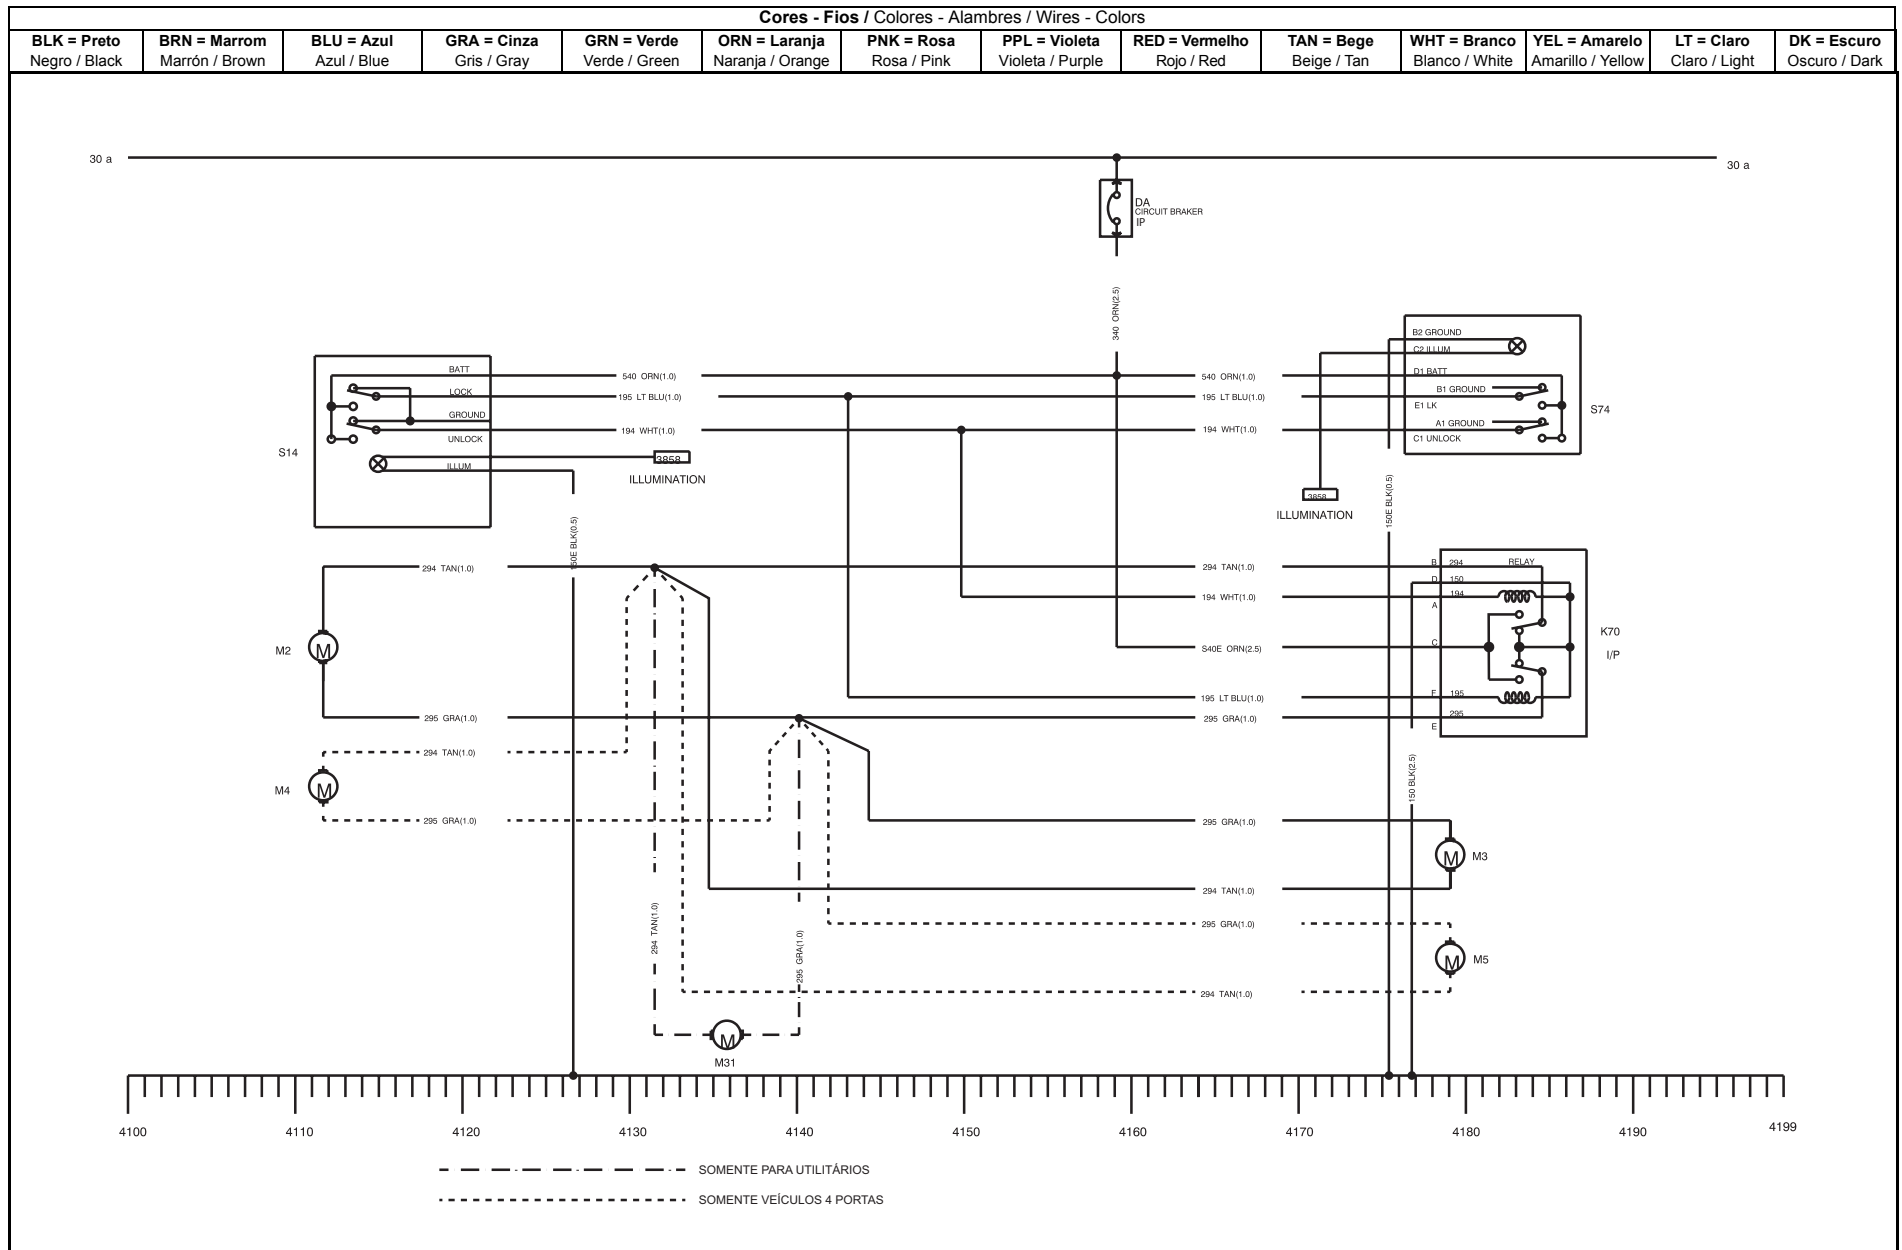 Cores - Fios / Colores - Alambres / Wires - Colors
BLK = Preto BRN = Marrom BLU = Azul GRA = Cinza GRN = Verde ORN = Laranja PNK = Rosa PPL = Violeta RED = Vermelho TAN = Bege WHT = Branco YEL = Amarelo LT = Claro DK = Escuro
Negro / Black Marrón / Brown Azul / Blue Gris / Gray Verde / Green Naranja / Orange Rosa / Pink Violeta / Purple Rojo / Red Beige / Tan Blanco / White Amarillo / Yellow Claro / Light Oscuro / Dark
30 a
30 a
DA
CIRCUIT BRAKER
IP
340 ORN(2.5)
B2 GROUND
C2 ILLUM
BATT
540 ORN(1.0)
540 ORN(1.0)
D1 BATT
LOCK
195 LT BLU(1.0)
195 LT BLU(1.0)
B1 GROUND
E1 LK
S74
GROUND
A1 GROUND
194 WHT(1.0)
194 WHT(1.0)
UNLOCK
C1 UNLOCK
S14
ILLUM
3858
ILLUMINATION
3858
ILLUMINATION
150E BLK(0.5)
150E BLK(0.5)
294 TAN(1.0)
294 TAN(1.0)
B 294 RELAY
D 150
194 WHT(1.0)
194
A
K70
I/P
M2
S40E ORN(2.5)
C
195 LT BLU(1.0)
F 195
295 GRA(1.0)
295 GRA(1.0)
295
E
294 TAN(1.0)
M
M
M4
150 BLK(2.5)
295 GRA(1.0)
295 GRA(1.0)
M
M3
294 TAN(1.0)
294 TAN(1.0)
295 GRA(1.0)
295 GRA(1.0)
M
M5
294 TAN(1.0)
M
M31
4100 4110 4120 4130 4140 4150 4160 4170 4180 4190 4199
SOMENTE PARA UTILITÁRIOS
SOMENTE VEÍCULOS 4 PORTAS